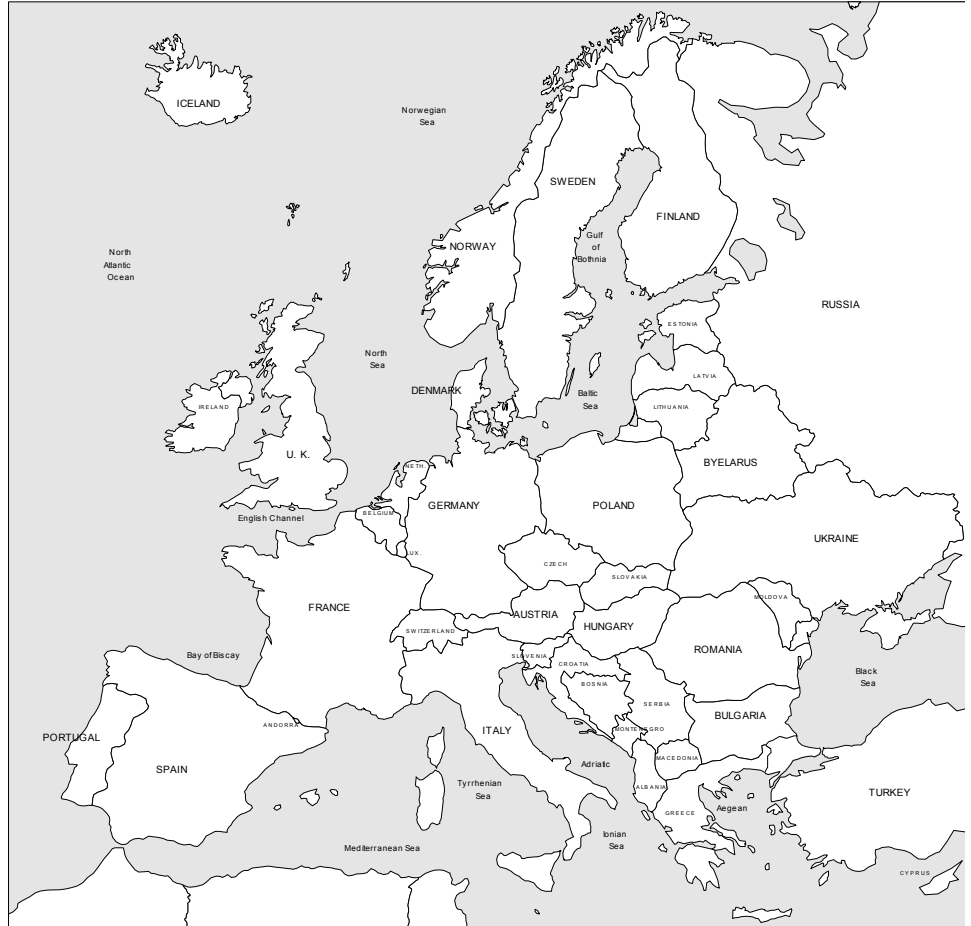 ICELAND
Norwegian
Sea
SWEDEN
FINLAND
NORWAY
Gulf
of
Bothnia
North
Atlantic
Ocean
RUSSIA
ESTONIA
North
Sea
LATVIA
DENMARK
Baltic
Sea
LITHUANIA
IRELAND
U. K.
NETH.
BYELARUS
GERMANY
POLAND
BELGIUM
English Channel
UKRAINE
LUX.
CZECH
SLOVAKIA
MOLDOVA
FRANCE
AUSTRIA
HUNGARY
SWITZERLAND
ROMANIA
Bay of Biscay
SLOVENIA
CROATIA
Black
Sea
BOSNIA
SERBIA
BULGARIA
ANDORRA
ITALY
MONTENEGRO
PORTUGAL
MACEDONIA
SPAIN
Adriatic
Tyrrhenian
Sea
ALBANIA
TURKEY
Aegean
GREECE
Ionian
Sea
Mediterranean Sea
CYPRUS